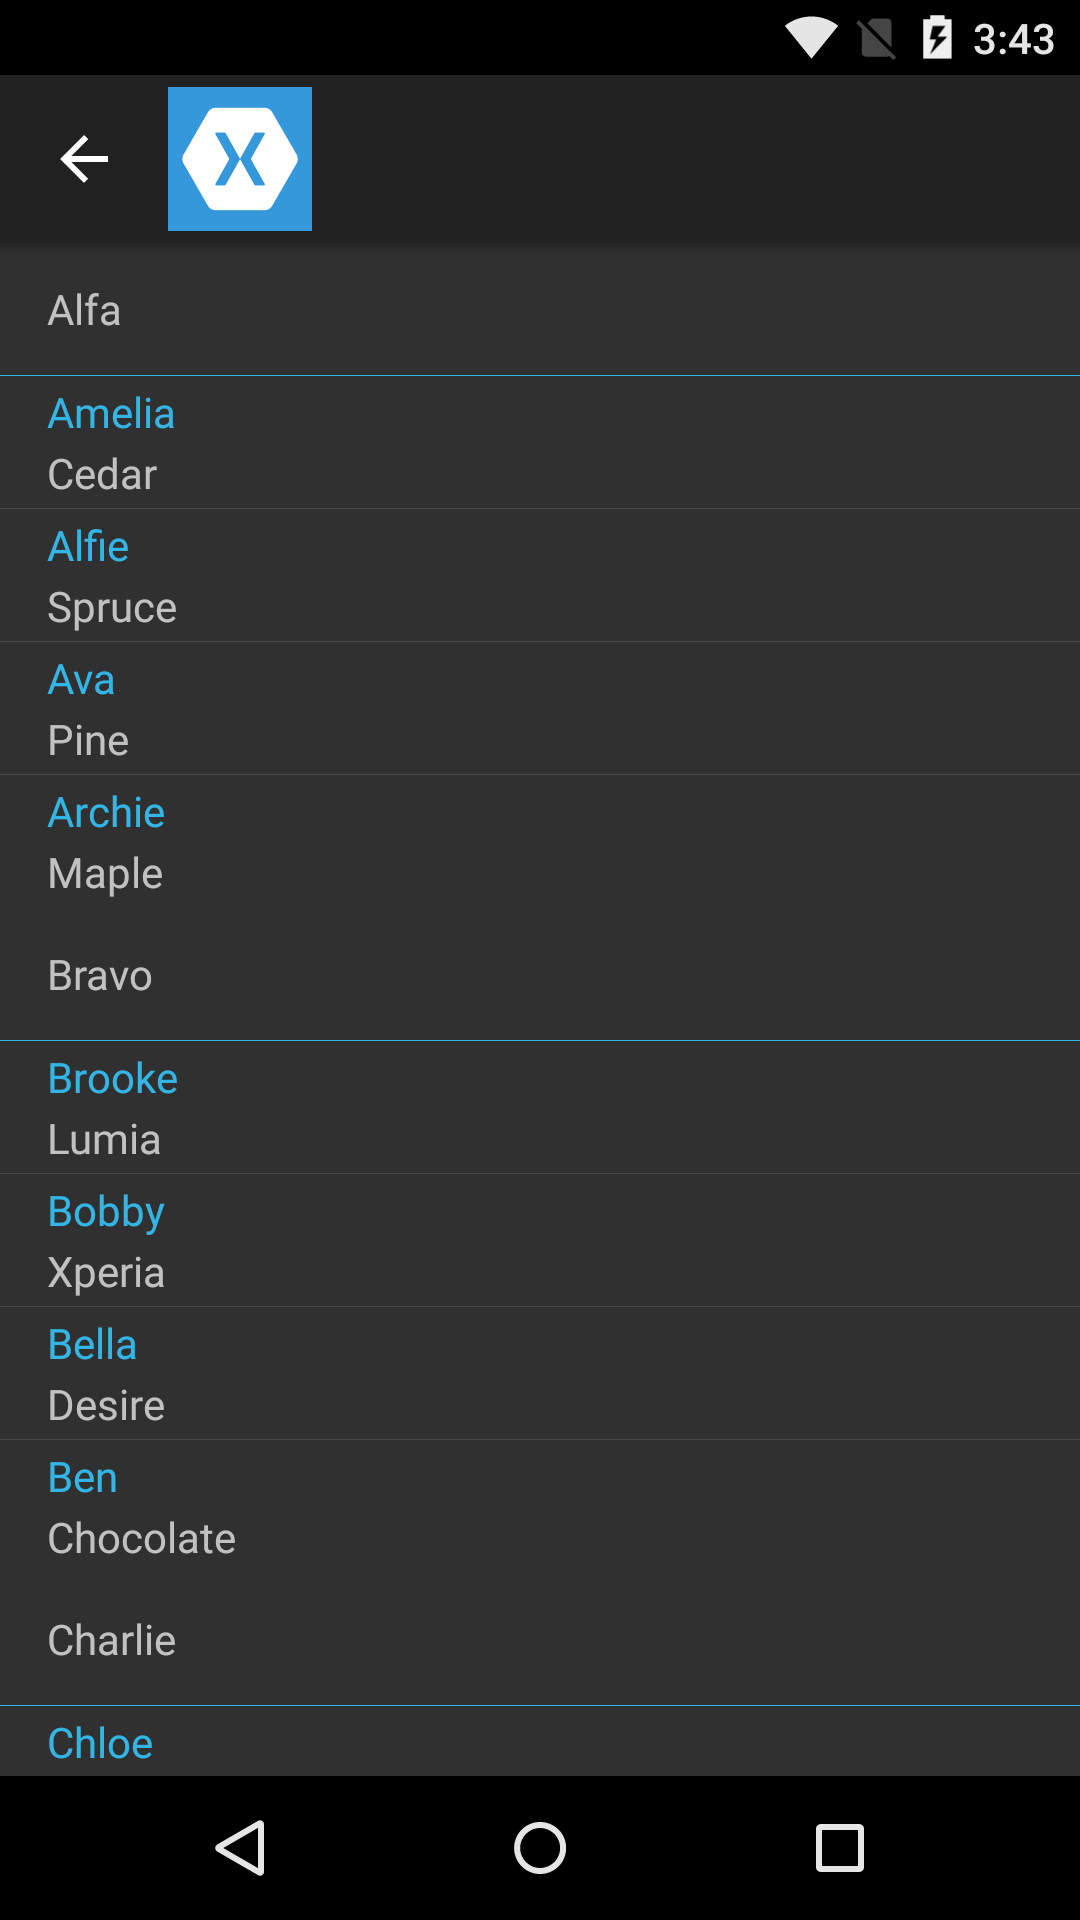 3:43
X
Alfa
Amelia
Cedar
Alfie
Spruce
Ava
Pine
Archie
Maple
Bravo
Brooke
Lumia
Bobby
Xperia
Bella
Desire
Ben
Chocolate
Charlie
Chloe